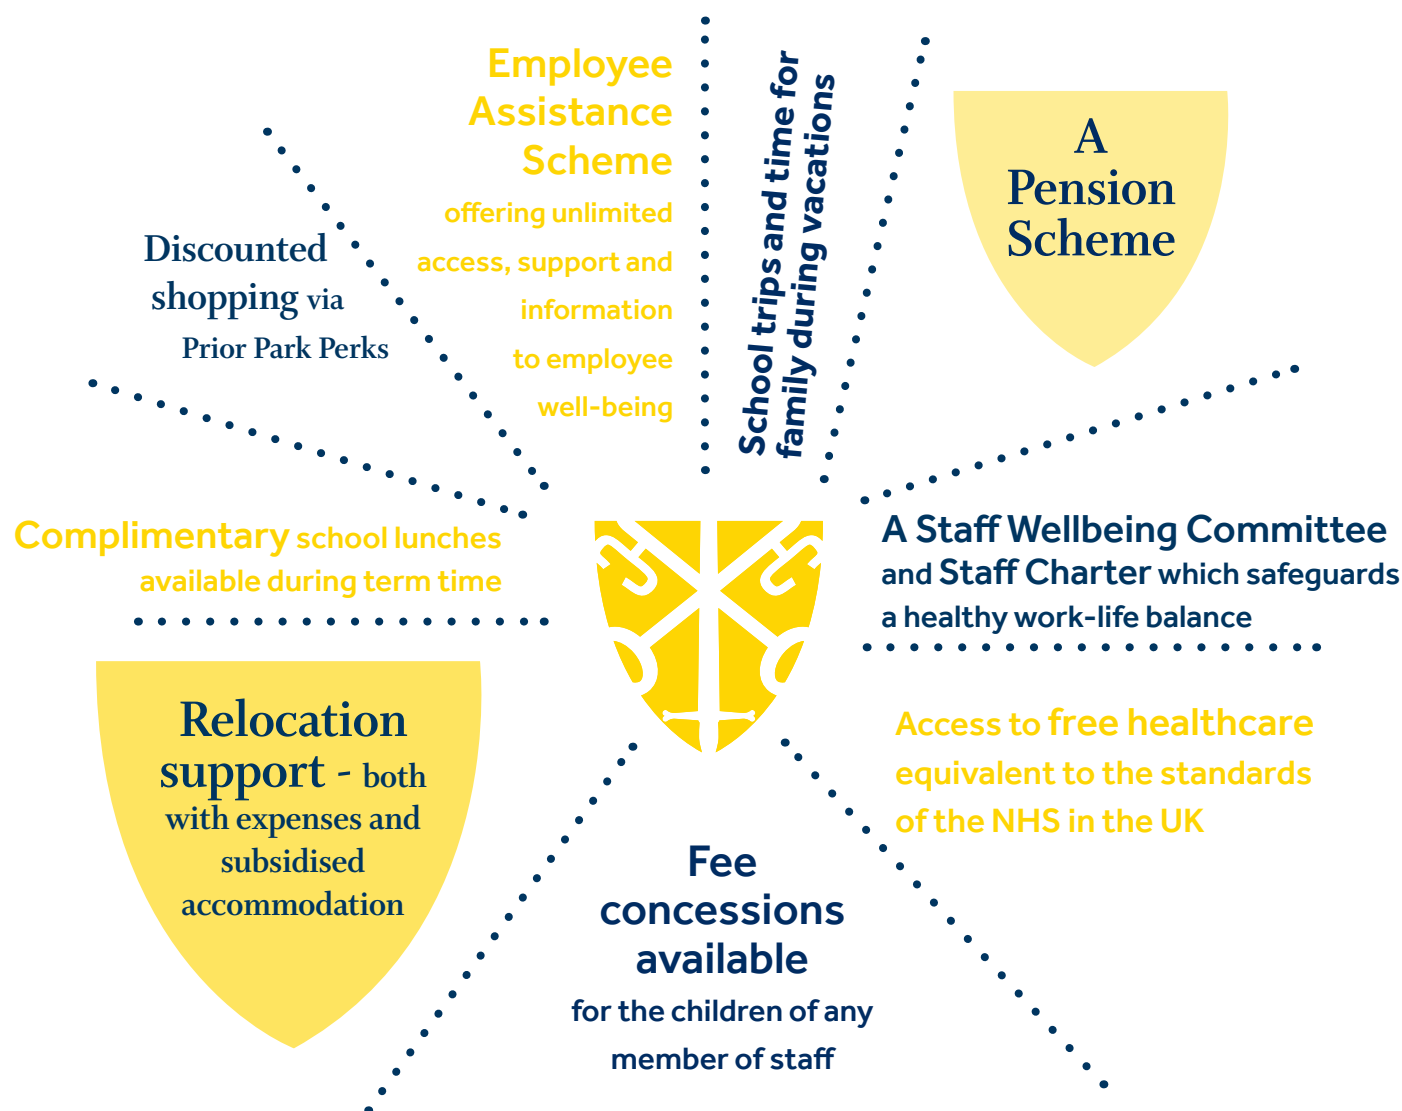 Employee
Assistance
Scheme
offering unlimited
access, support and
information
to employee
well-being
School trips and time for
family during vacations
A
Pension
Scheme
Discounted
shopping via
Prior Park Perks
Complimentary school lunches
available during term time
A Staff Wellbeing Committee
and Staff Charter which safeguards
a healthy work-life balance
Relocation
support - both
with expenses and
subsidised
accommodation
Access to free healthcare
equivalent to the standards
of the NHS in the UK
Fee
concessions
available
for the children of any
member of staff